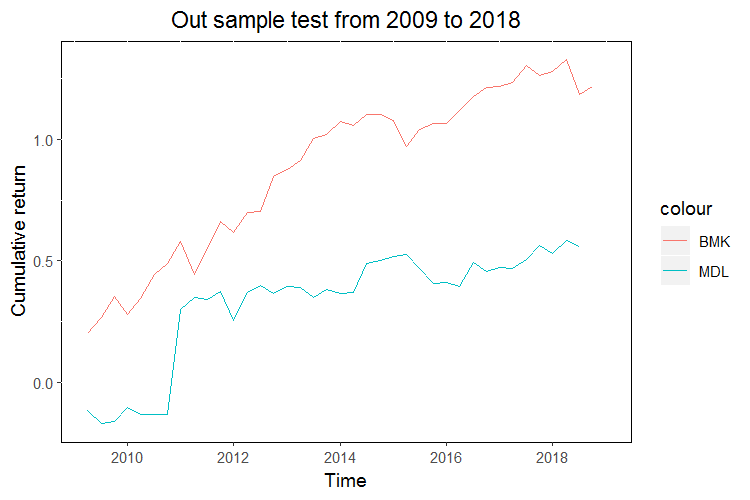 Out sample test from 2009 to 2018
Cumulative return
1.0
0.5
0.0
2010 2012 2014 2016 2018
Time
colour
BMK
MDL